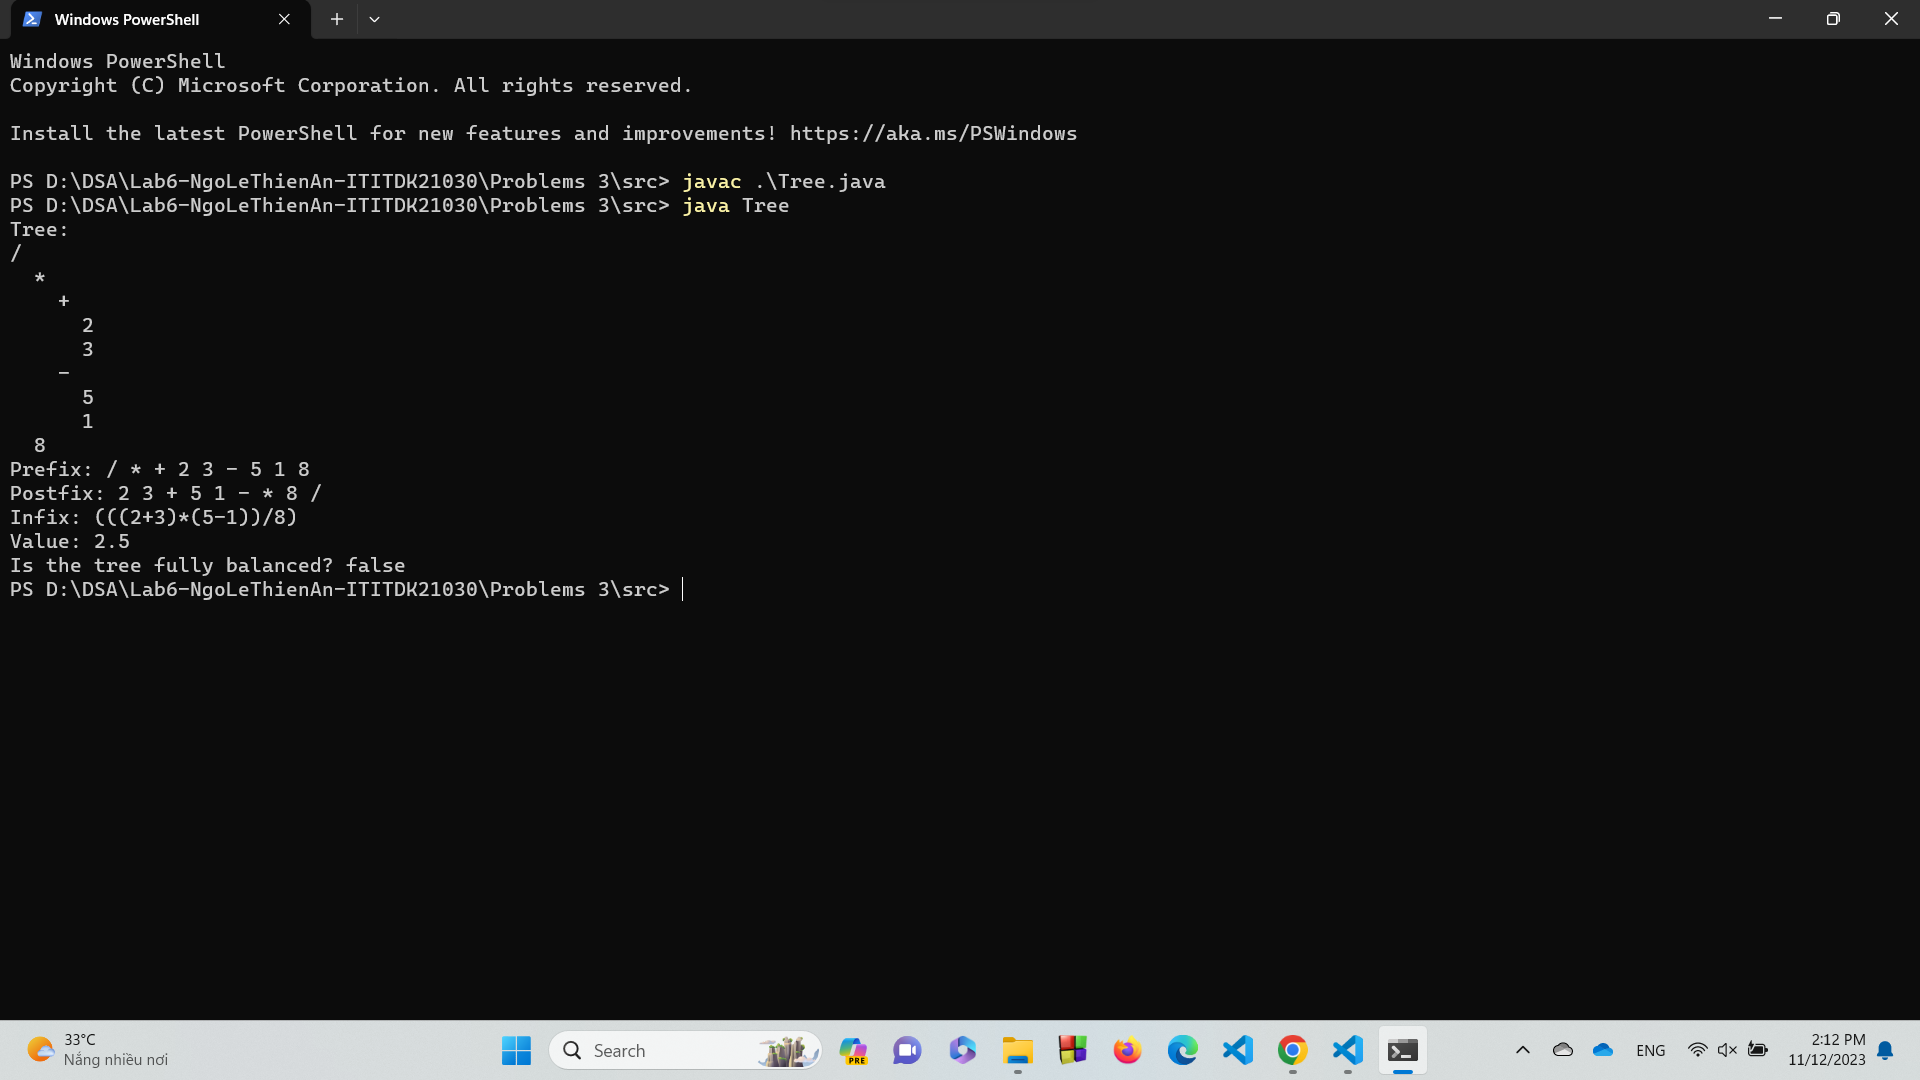 Windows PowerShell
Windows PowerShell
Copyright (C) Microsoft Corporation. All rights reserved.
Install the latest PowerShell for new features and improvements! https://aka.ms/PSWindows
PS D:\DSA\Lab6-NgoLeThienAn-ITITDK21030\Problems 3\src> javac .\Tree.java
PS D:\DSA\Lab6-NgoLeThienAn-ITITDK21030\Problems 3\src> java Tree
Tree:
/
  *
    +
      2
      3
    -
      5
      1
  8
Prefix: / * + 2 3 - 5 1 8
Postfix: 2 3 + 5 1 - * 8 /
Infix: (((2+3)*(5-1))/8)
Value: 2.5
Is the tree fully balanced? false
PS D:\DSA\Lab6-NgoLeThienAn-ITITDK21030\Problems 3\src>
33°C
Nắng nhiều nơi
Search
PRE
ENG
2:12 PM
11/12/2023